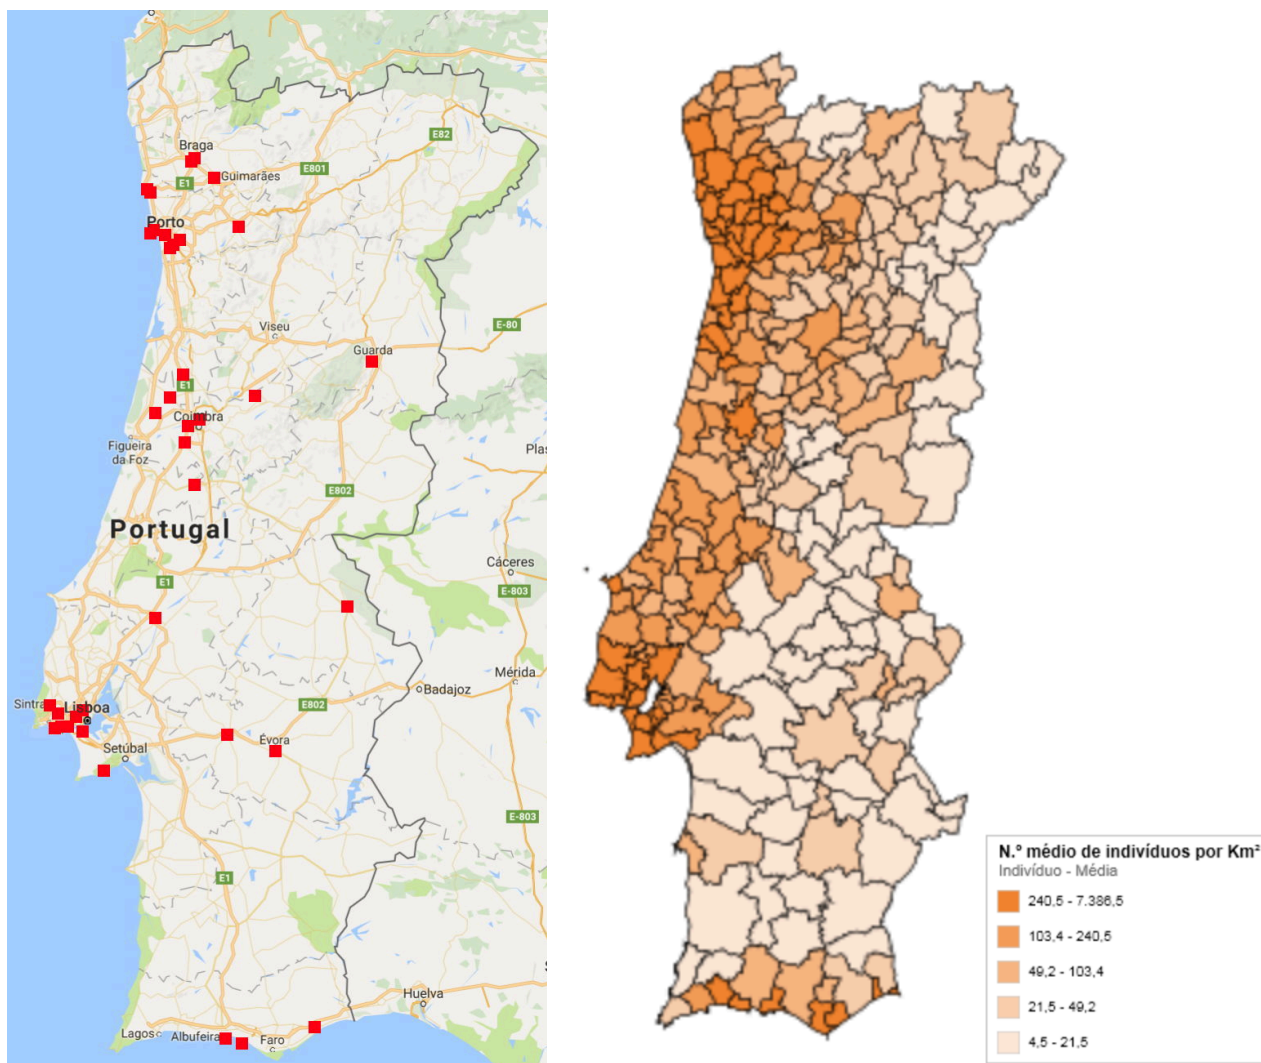 E82
Braga
E801
E1
Guimarães
Porto
E-80
Viseu
Guarda
E1
Coimbra
Figueira
da Foz
Plas
E802
Portugal
Cáceres
E1
E-803
Mérida
Badajoz
Sintra
Lisboa
E802
Évora
Setúbal
E-803
E1
Huelva
Lagos
Albufeira
Faro
N.º médio de indivíduos por Km²
Indivíduo - Média
240,5 - 7.386,5
103,4 - 240,5
49,2 - 103,4
21,5 - 49,2
4,5 - 21,5